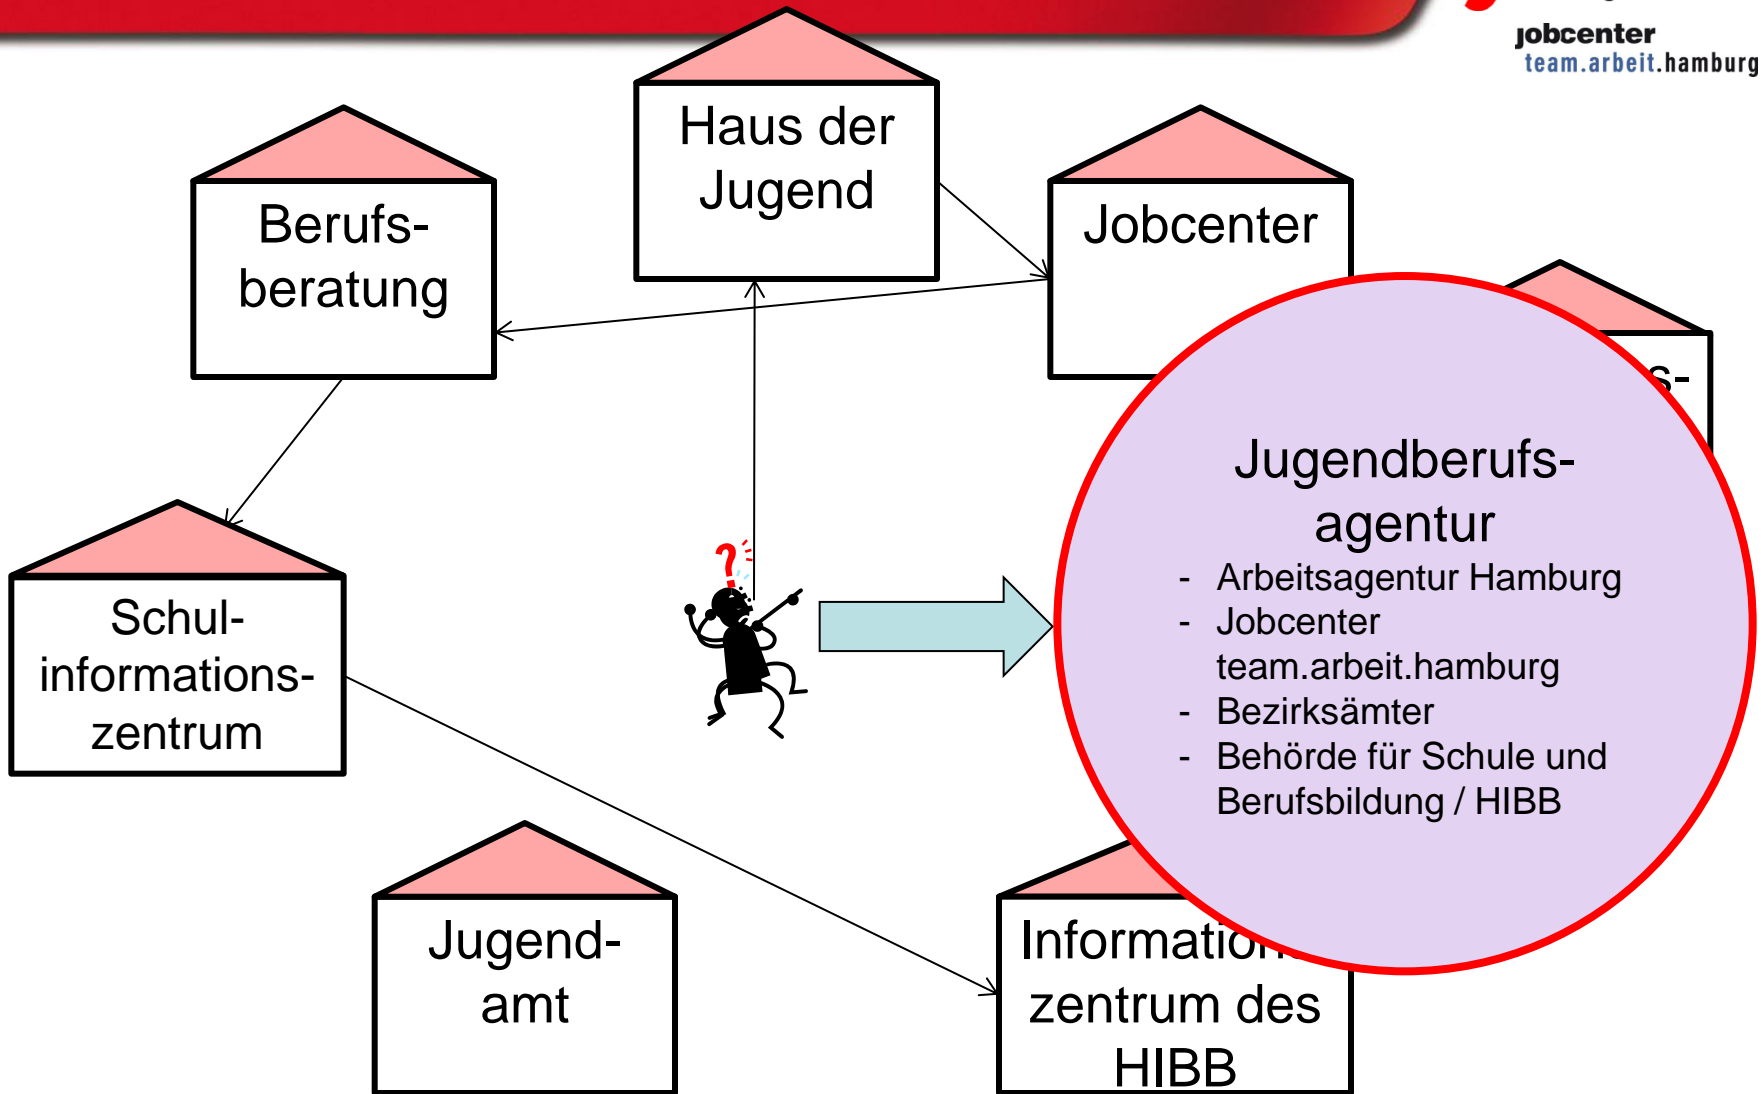 jobcenter
team.arbeit.hamburg
Haus der
Jugend
Berufs-
beratung
Jobcenter
s-
Jugendberufs-
agentur
- Arbeitsagentur Hamburg
- Jobcenter
team.arbeit.hamburg
- Bezirksämter
- Behörde für Schule und
Berufsbildung / HIBB
?
Schul-
informations-
zentrum
Jugend-
amt
Information
zentrum des
HIBB